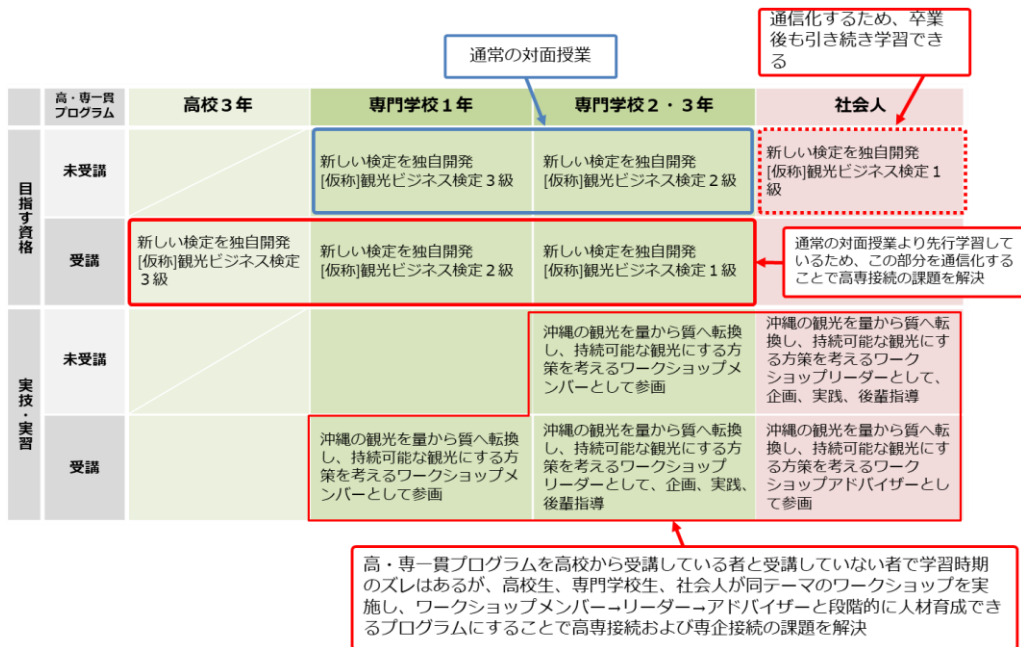 通信化するため、卒業
後も引き続き学習でき
る
通常の対面授業
高・専一貫
プログラム
高校３年
専門学校１年
専門学校２・３年
社会人
目指す資格
未受講
新しい検定を独自開発
[仮称]観光ビジネス検定３級
新しい検定を独自開発
[仮称]観光ビジネス検定２級
新しい検定を独自開発
[仮称]観光ビジネス検定１
級
受講
新しい検定を独自開発
[仮称]観光ビジネス検定
３級
新しい検定を独自開発
[仮称]観光ビジネス検定２級
新しい検定を独自開発
[仮称]観光ビジネス検定１級
通常の対面授業より先行学習して
いるため、この部分を通信化する
ことで高専接続の課題を解決
実技・実習
未受講
沖縄の観光を量から質へ転換
し、持続可能な観光にする方
策を考えるワークショップメ
ンバーとして参画
沖縄の観光を量から質へ転
換し、持続可能な観光にす
る方策を考えるワーク
ショップリーダーとして、
企画、実践、後輩指導
受講
沖縄の観光を量から質へ転換
し、持続可能な観光にする方
策を考えるワークショップメ
ンバーとして参画
沖縄の観光を量から質へ転換
し、持続可能な観光にする方
策を考えるワークショップ
リーダーとして、企画、実践、
後輩指導
沖縄の観光を量から質へ転
換し、持続可能な観光にす
る方策を考えるワーク
ショップアドバイザーとし
て参画
高・専一貫プログラムを高校から受講している者と受講していない者で学習時期
のズレはあるが、高校生、専門学校生、社会人が同テーマのワークショップを実
施し、ワークショップメンバー→リーダー→アドバイザーと段階的に人材育成でき
るプログラムにすることで高専接続および専企接続の課題を解決